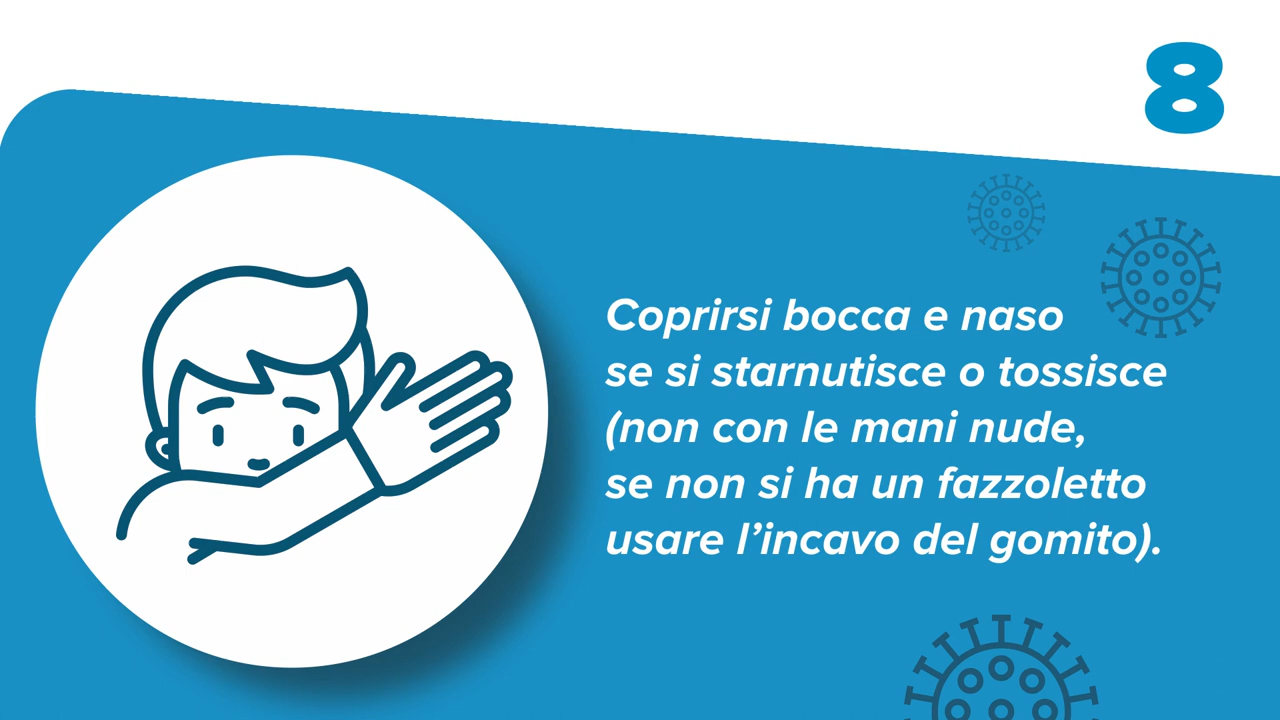 8
Coprirsi bocca e naso
se si starnutisce o tossisce
(non con le mani nude,
se non si ha un fazzoletto
usare l’incavo del gomito).